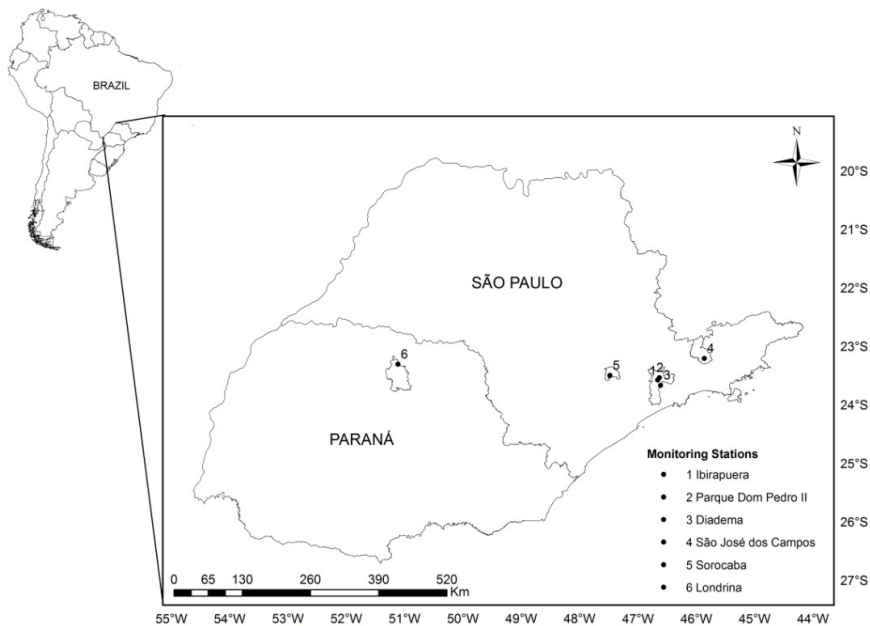 BRAZIL
N
20°S
21°S
SÃO PAULO
22°S
23°S
4
6
5
12
3
24°S
PARANÁ
Monitoring Stations
25°S
1 Ibirapuera
2 Parque Dom Pedro II
3 Diadema
26°S
4 São José dos Campos
5 Sorocaba
6 Londrina
27°S
0 65 130 260 390 520
Km
55°W 54°W 53°W 52°W 51°W 50°W 49°W 48°W 47°W 46°W 45°W 44°W